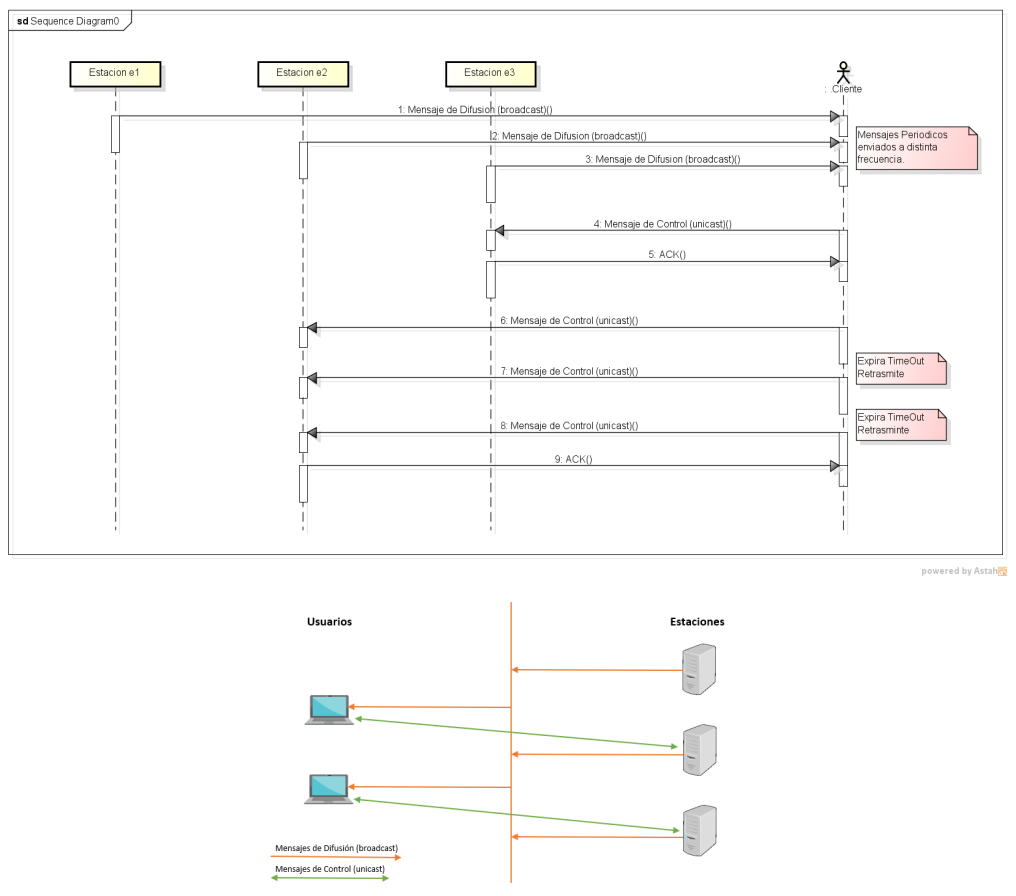 sd Sequence Diagram0
Estacion e1
Estacion e2
Estacion e3
: .Cliente
1: Mensaje de Difusion (broadcast)()
2: Mensaje de Difusion (broadcast)()
3: Mensaje de Difusion (broadcast)()
Mensajes Periodicos
enviados a distinta
frecuencia.
4: Mensaje de Control (unicast)()
5: ACK()
6: Mensaje de Control (unicast)()
Expira TimeOut
Retrasmite
7: Mensaje de Control (unicast)()
Expira TimeOut
Retrasminte
8: Mensaje de Control (unicast)()
9: ACK()
powered by Astah
Usuarios
Estaciones
Mensajes de Difusión (broadcast)
Mensajes de Control (unicast)